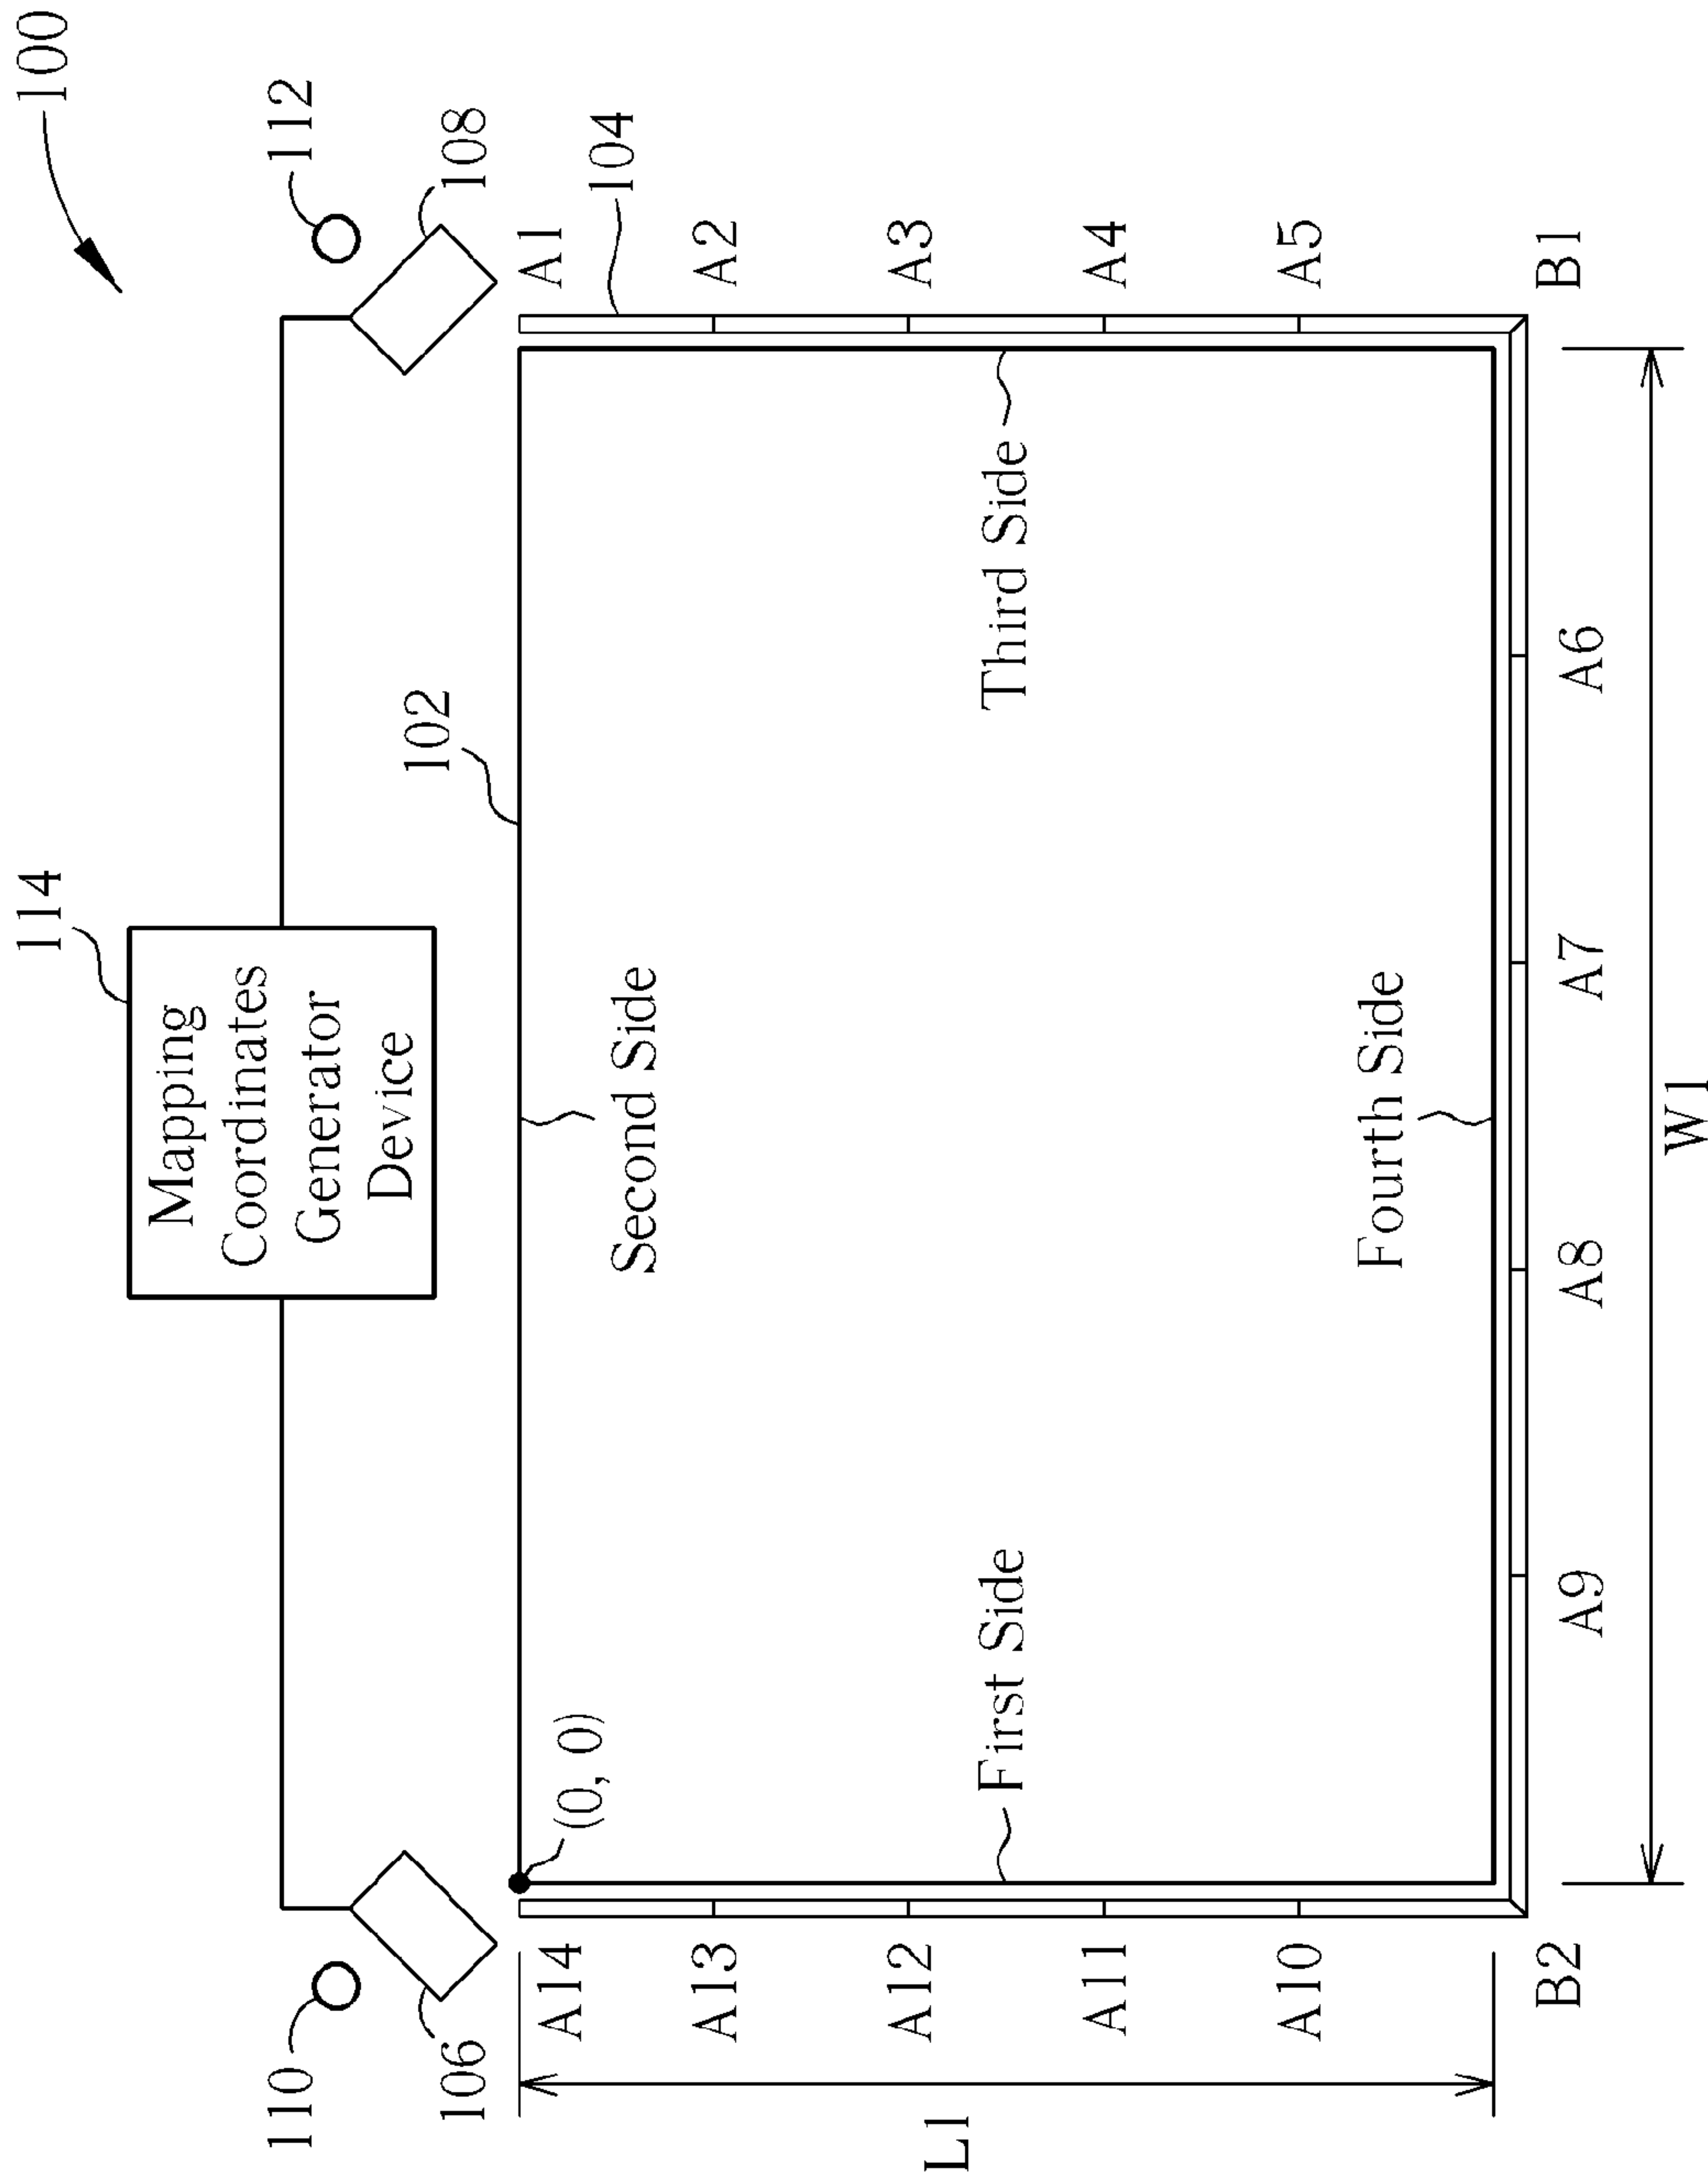 100
114
Mapping
Coordinates
Generator
Device
110
112
106
108
102
104
(0, 0)
Second Side
A14
A1
A13
A2
First Side
Third Side
A12
A3
L1
A11
A4
A10
A5
Fourth Side
B2
B1
A9
A8
A7
A6
W1